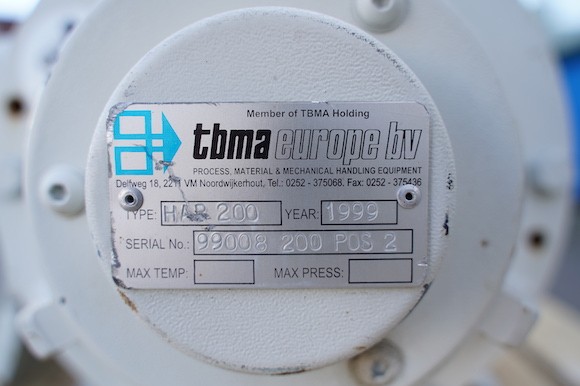 Member of TBMA Holding
tbma europe bv
PROCESS, MATERIAL & MECHANICAL HANDLING EQUIPMENT
Delfweg 18, 2211 VM Noordwijkerhout, Tel.: 0252 - 375068. Fax: 0252 - 375436
TYPE: HAR 200 YEAR: 1999
SERIAL No.: 99008 200 POS 2
MAX TEMP: MAX PRESS: